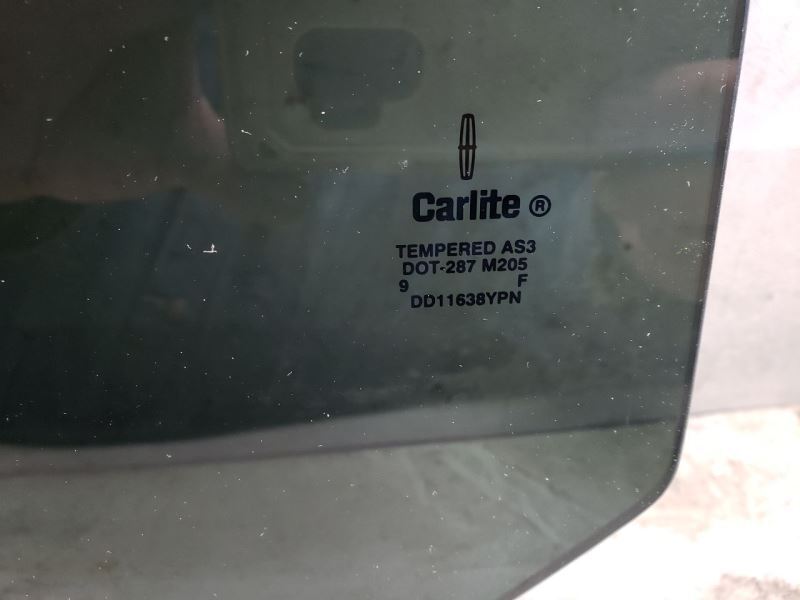 Carlite ®
TEMPERED AS3
DOT-287 M205
9 F
DD11638YPN